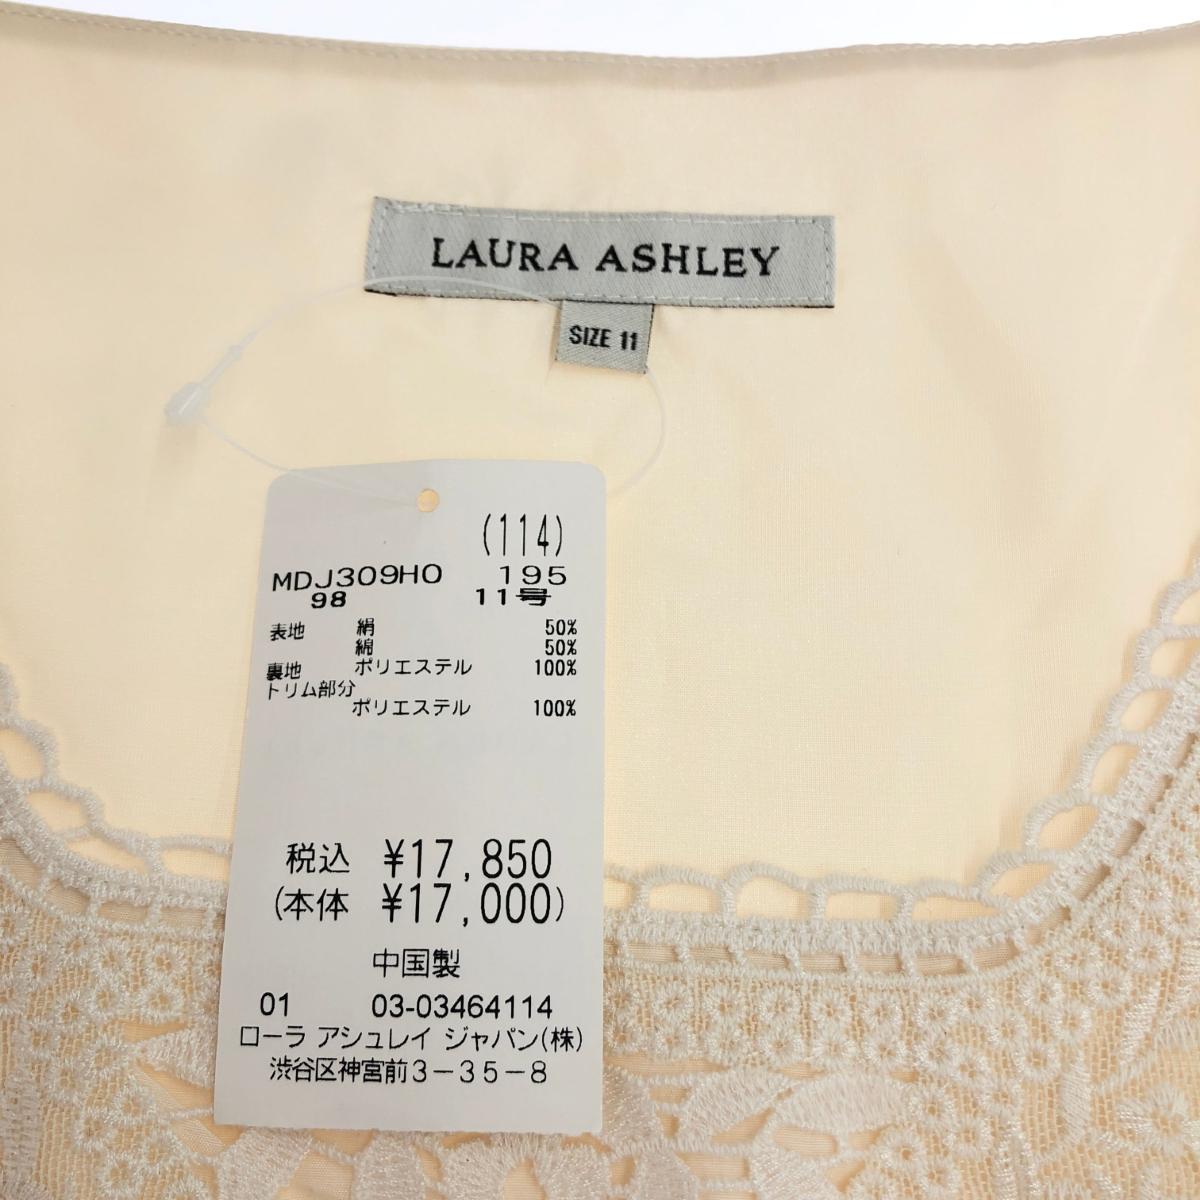 LAURA ASHLEY
SIZE 11
(114)
MDJ309HO 195
98 11号
表地 絹 50%
綿 50%
裏地 ポリエステル 100%
トリム部分
ポリエステル 100%
税込 ¥17,850
(本体 ¥17,000)
中国製
01 03-03464114
ローラ アシュレイ ジャパン(株)
渋谷区神宮前3-35-8